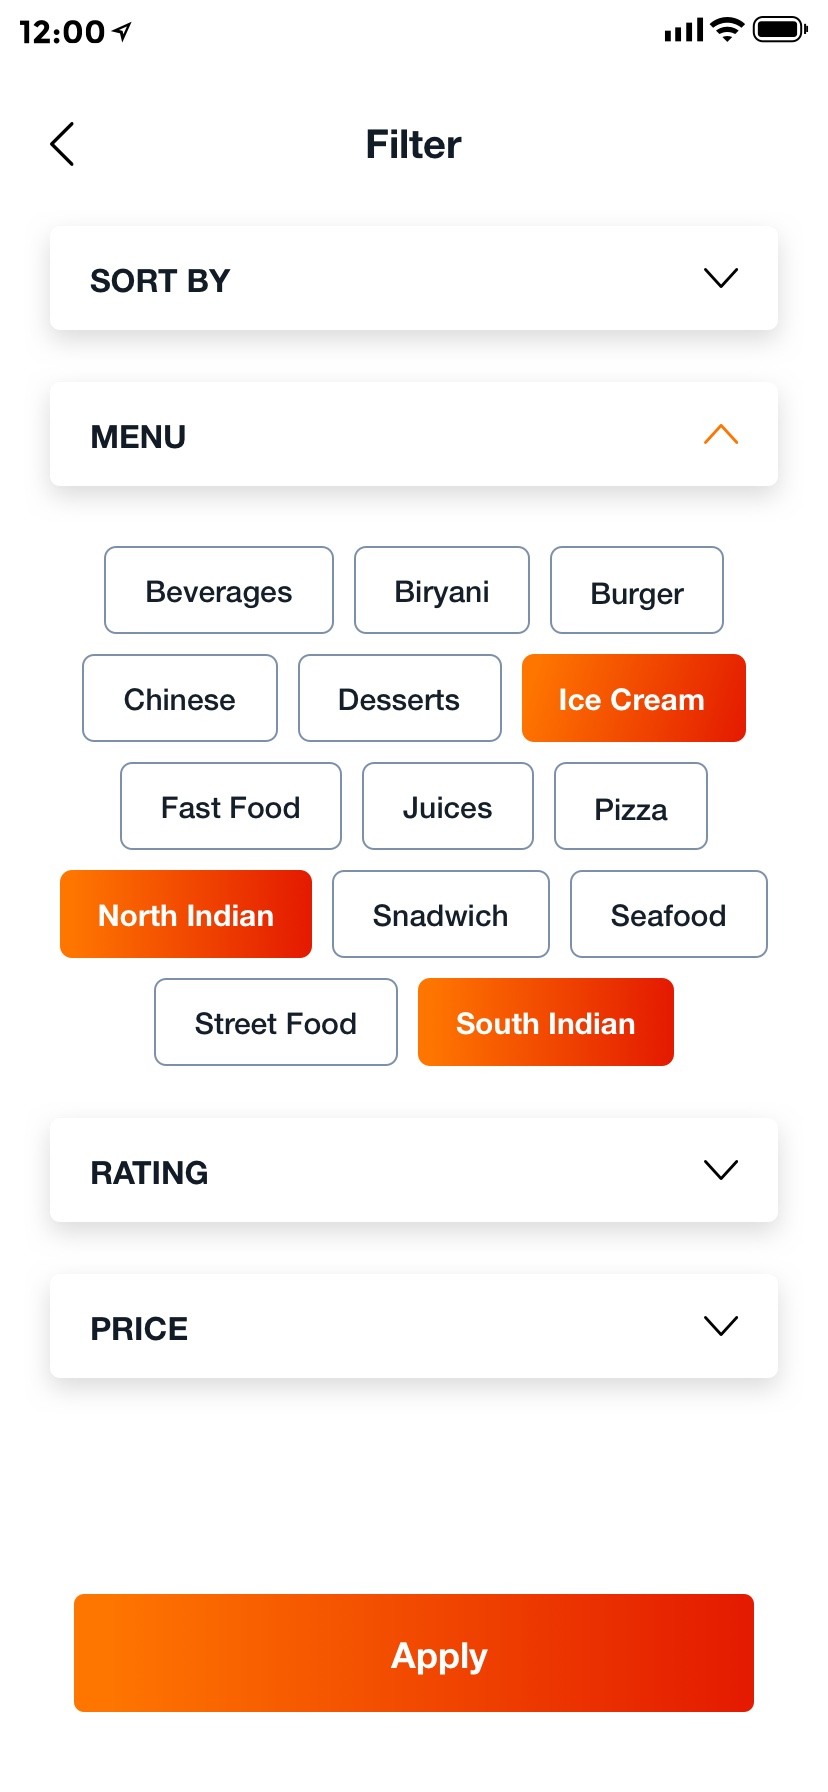 12:00
Filter
SORT BY
MENU
Beverages Biryani Burger
Chinese Desserts Ice Cream
Fast Food Juices Pizza
North Indian Snadwich Seafood
Street Food South Indian
RATING
PRICE
Apply